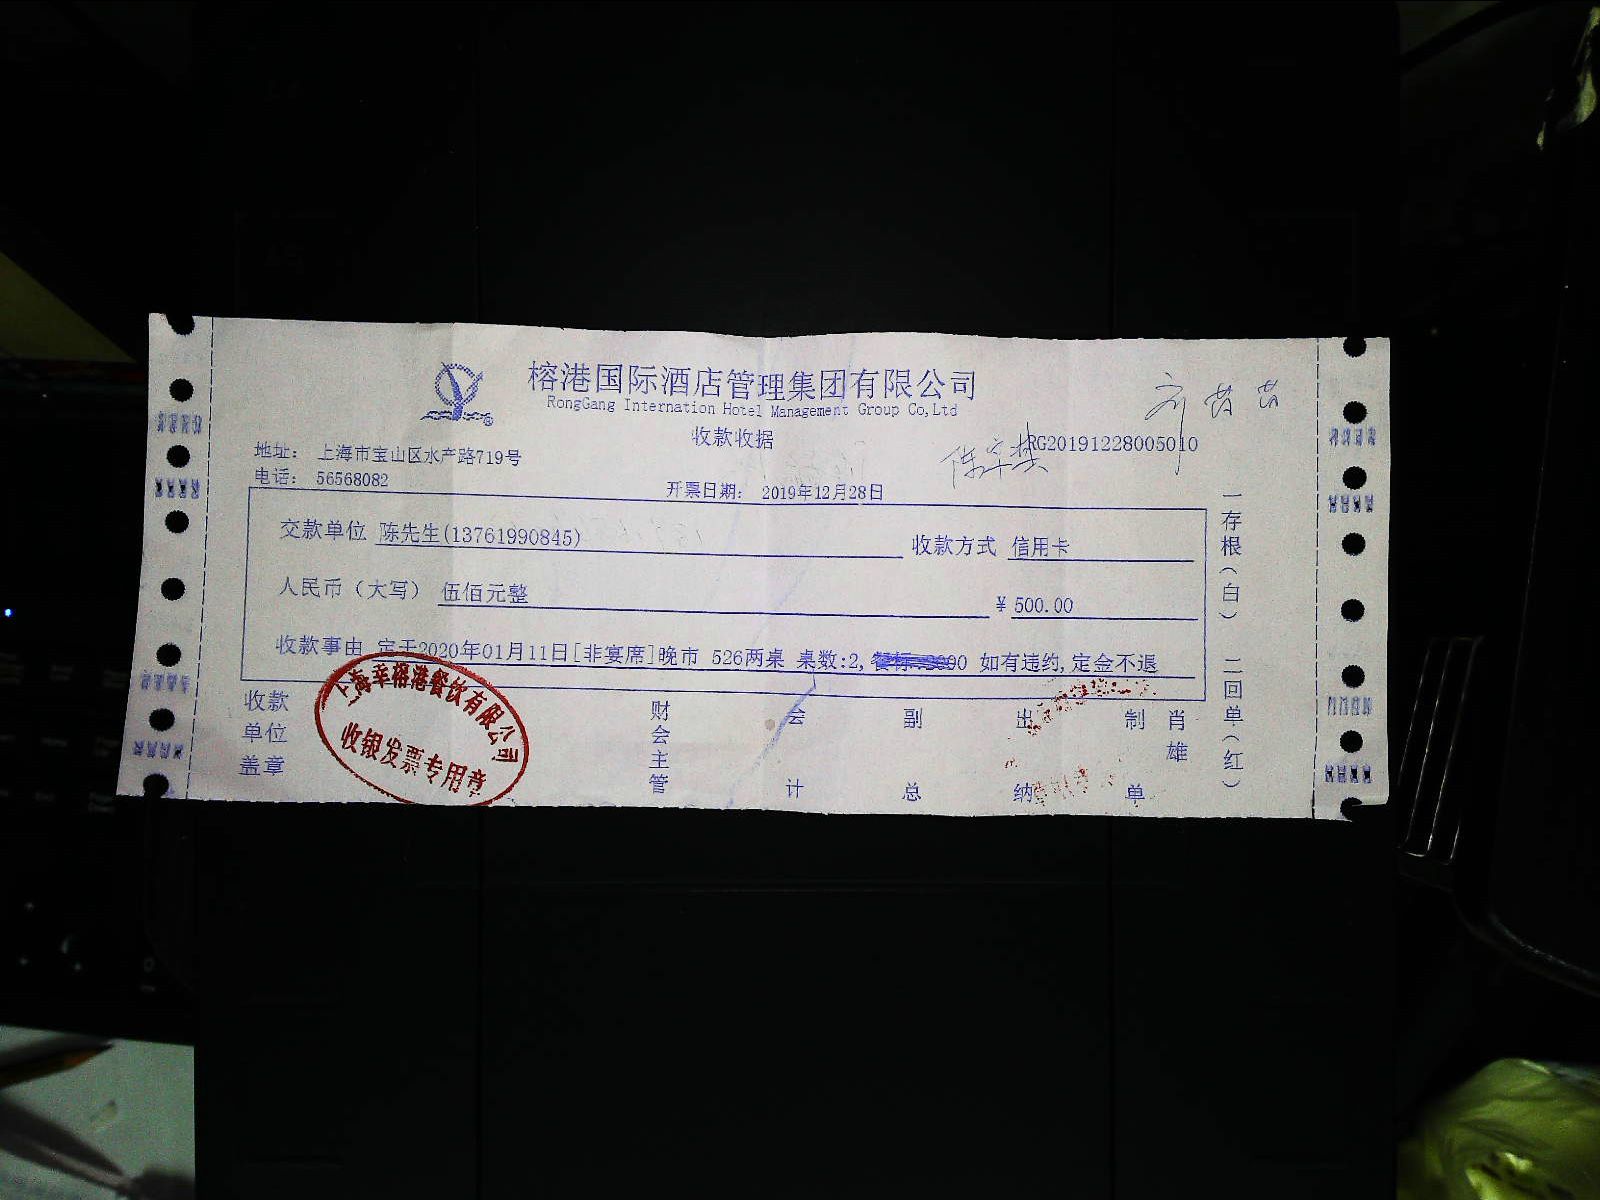 榕港国际酒店管理集团有限公司
RongGang Internation Hotel Management Group Co,Ltd
收款收据
RG20191228005010
地址： 上海市宝山区水产路719号
电话： 56568082
开票日期： 2019年12月28日
交款单位 陈先生(13761990845) 收款方式 信用卡
人民币（大写） 伍佰元整 ¥ 500.00
收款事由 定于2020年01月11日[非宴席]晚市 526两桌 桌数:2, 如有违约,定金不退
收款单位盖章
上海幸榕港餐饮有限公司
收银发票专用章
财会主管
会计
副总
出纳
制单
肖雄
一存根（白）
二回单（红）